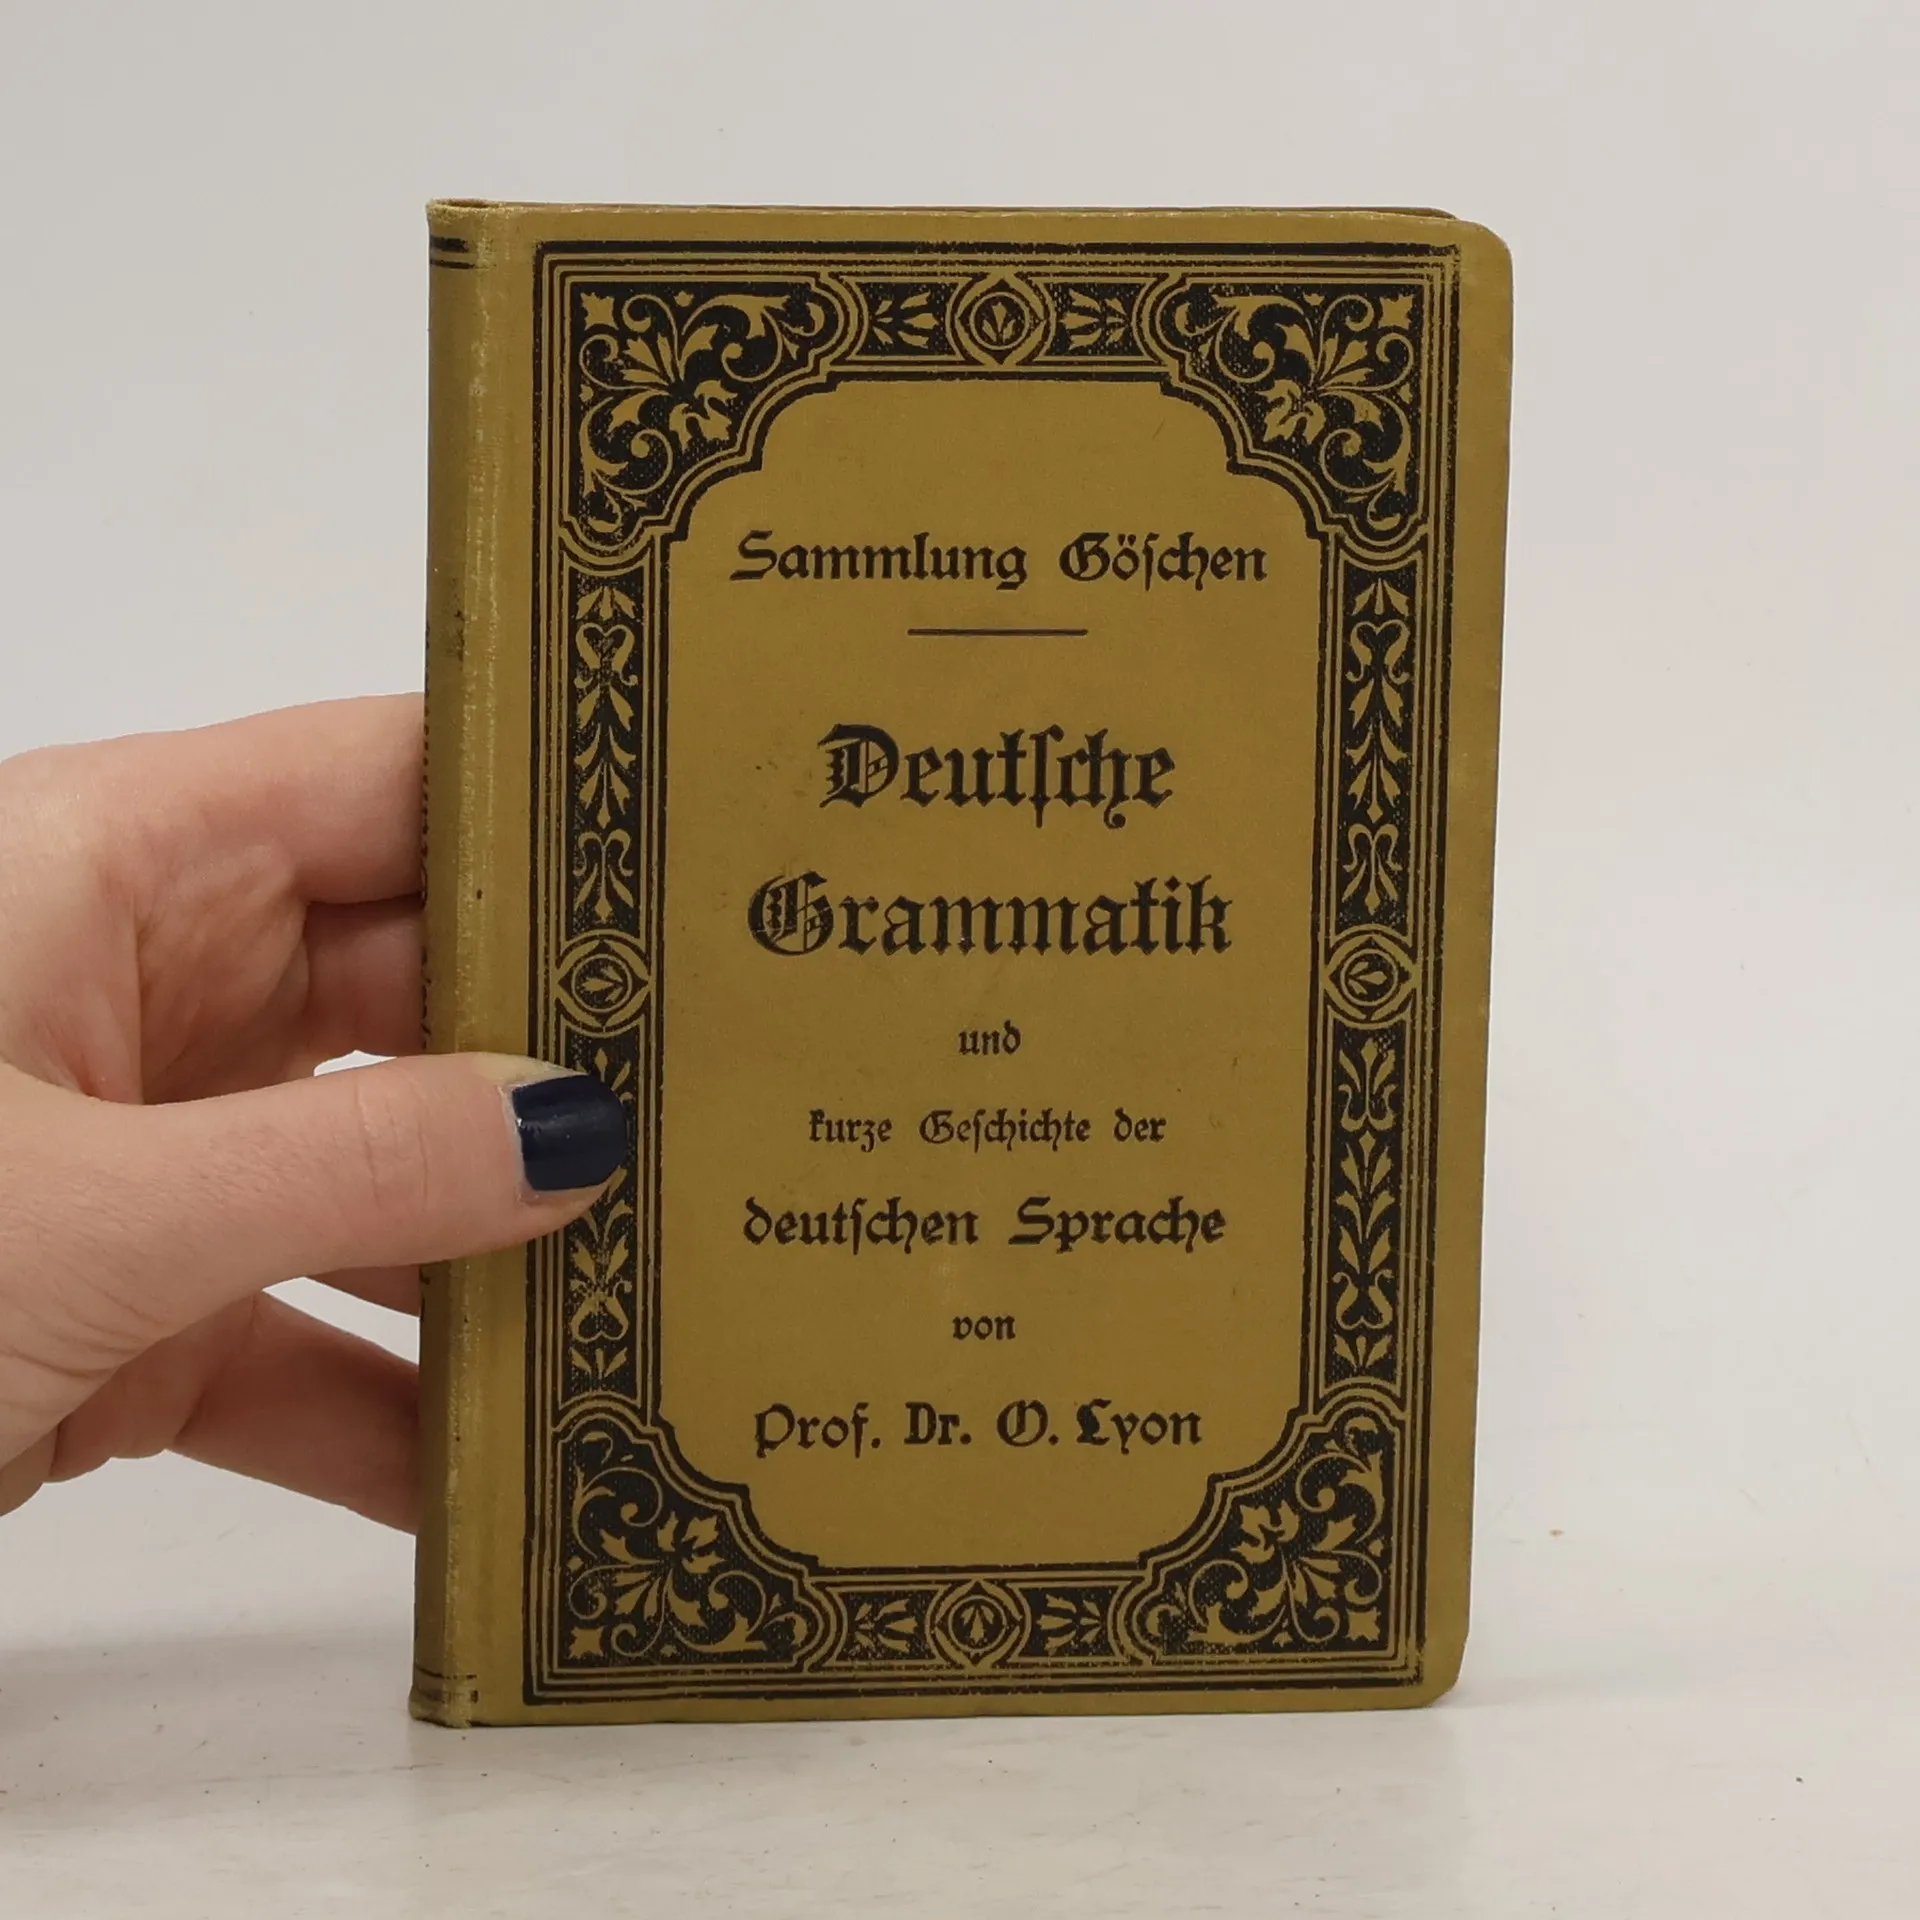 Sammlung Göſchen
Deutſche
Grammatik
und
kurze Geſchichte der
deutſchen Sprache
von
Prof. Dr. O. Lyon